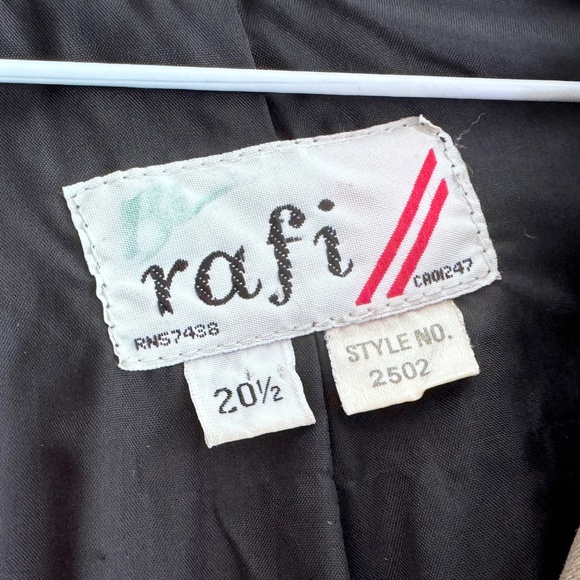 rafi
RN57438
CA01247
20½
STYLE NO.
2502